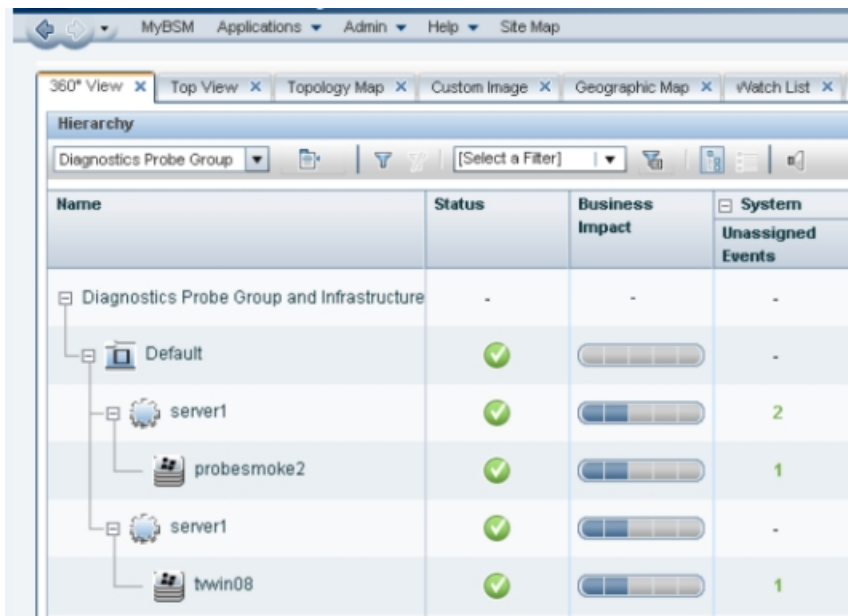 MyBSM Applications Admin Help Site Map
360° View Top View Topology Map Custom Image Geographic Map Watch List
Hierarchy
Diagnostics Probe Group [Select a Filter]
Name Status Business Impact System
Unassigned Events
Diagnostics Probe Group and Infrastructure - - -
Default -
server1 2
probesmoke2 1
server1 -
tvwin08 1